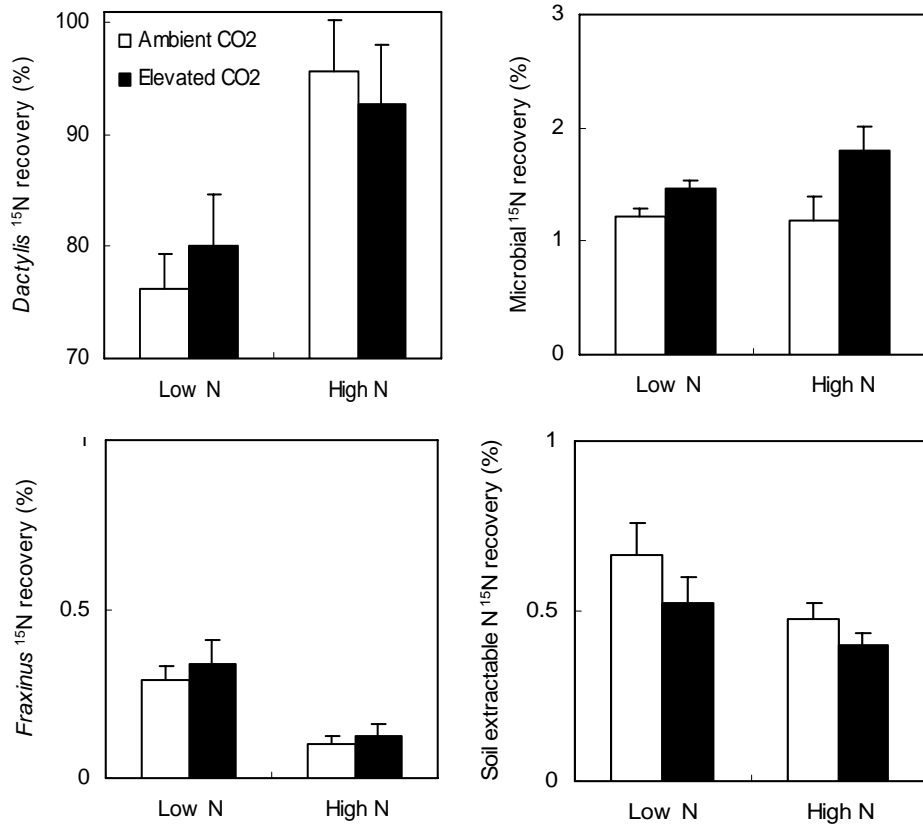 Dactylis ¹⁵N recovery (%)
100
90
80
70
Ambient CO2
Elevated CO2
Low N
High N
Microbial ¹⁵N recovery (%)
3
2
1
0
Low N
High N
Fraxinus ¹⁵N recovery (%)
1
0.5
0
Low N
High N
Soil extractable N ¹⁵N recovery (%)
1
0.5
0
Low N
High N